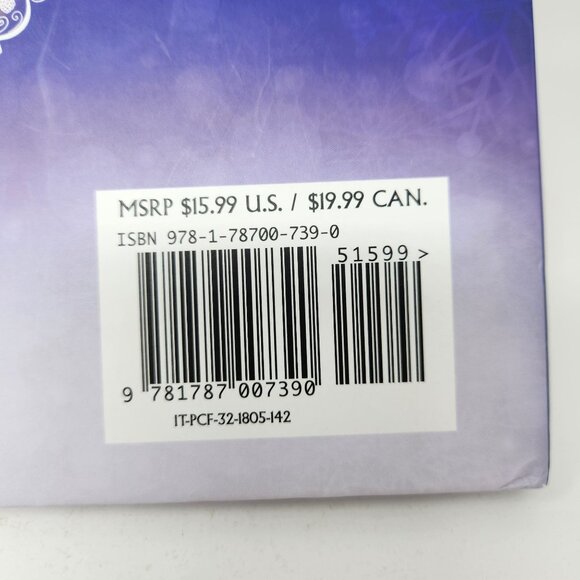 MSRP $15.99 U.S. / $19.99 CAN.
ISBN 978-1-78700-739-0
51599 >
9 781787 007390
IT-PCF-32-1805-142